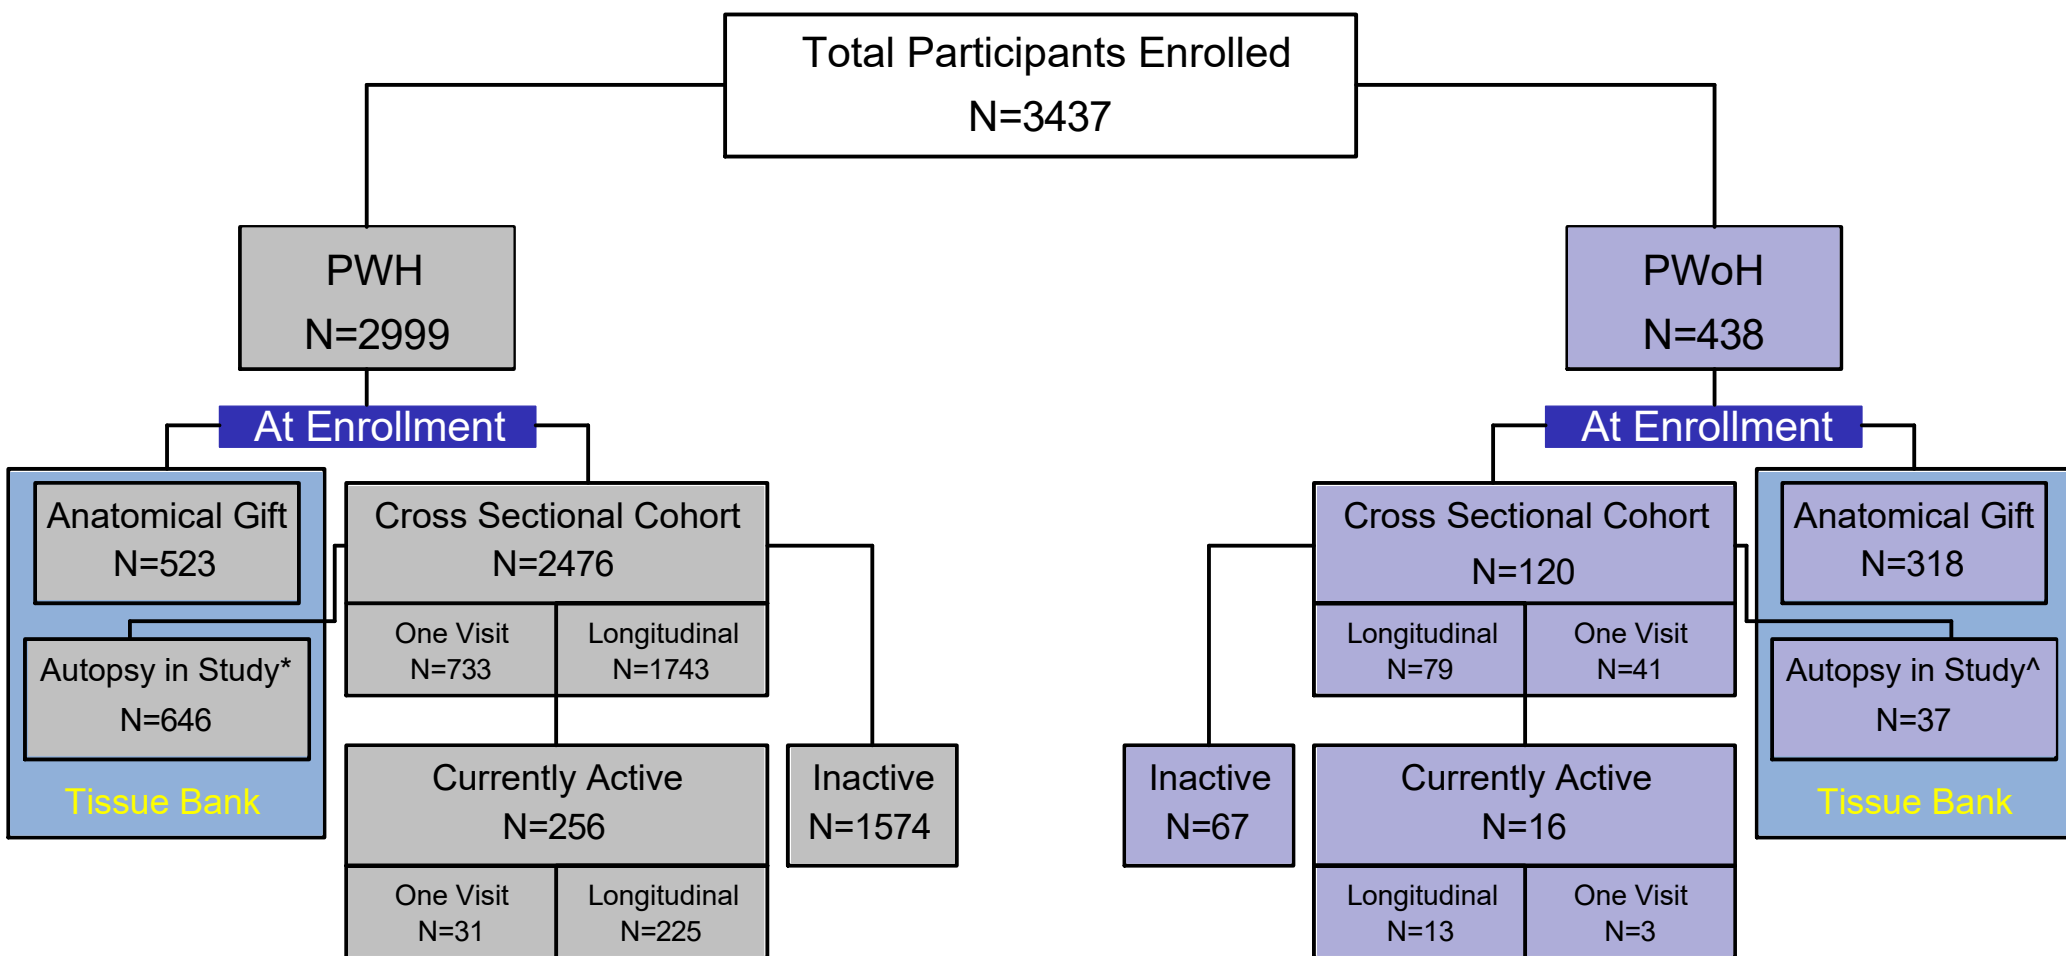 Total Participants Enrolled
N=3437
PWH
N=2999
At Enrollment
Anatomical Gift
N=523
Autopsy in Study*
N=646
Tissue Bank
Cross Sectional Cohort
N=2476
One Visit
N=733
Longitudinal
N=1743
Currently Active
N=256
One Visit
N=31
Longitudinal
N=225
Inactive
N=1574
PWoH
N=438
At Enrollment
Cross Sectional Cohort
N=120
Longitudinal
N=79
One Visit
N=41
Inactive
N=67
Currently Active
N=16
Longitudinal
N=13
One Visit
N=3
Anatomical Gift
N=318
Autopsy in Study^
N=37
Tissue Bank